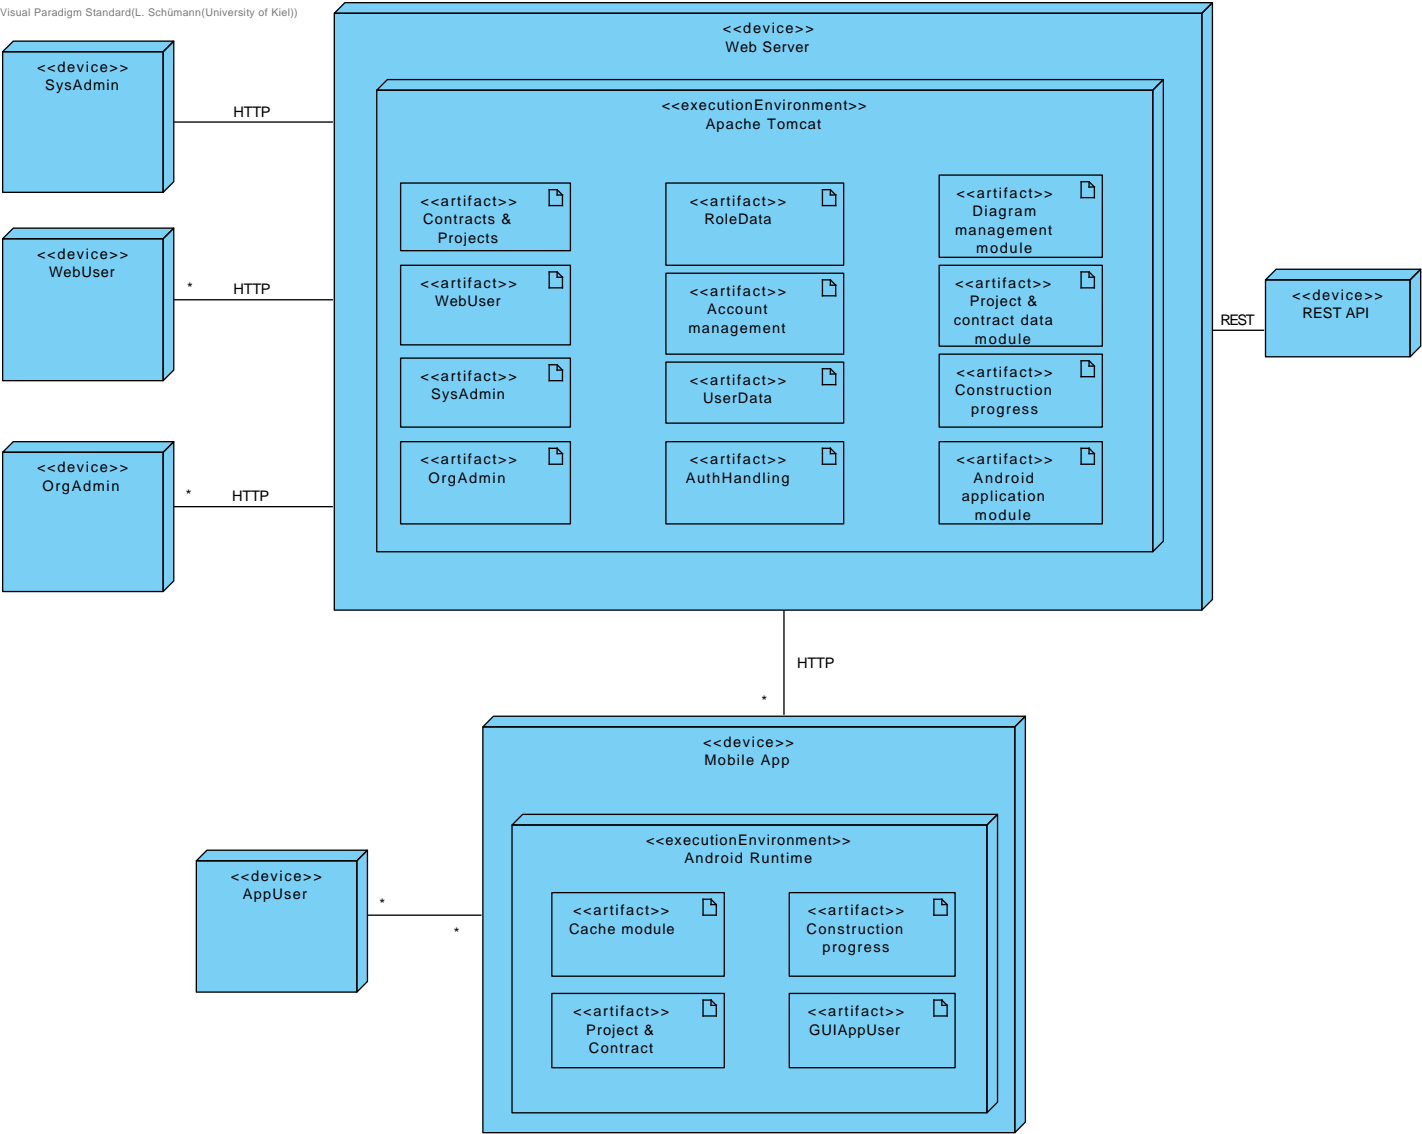 Visual Paradigm Standard(L. Schümann(University of Kiel))
<<device>>
SysAdmin
HTTP
<<device>>
WebUser
*
HTTP
<<device>>
OrgAdmin
*
HTTP
<<device>>
Web Server
<<executionEnvironment>>
Apache Tomcat
<<artifact>>
Contracts &
Projects
<<artifact>>
WebUser
<<artifact>>
SysAdmin
<<artifact>>
OrgAdmin
<<artifact>>
RoleData
<<artifact>>
Account
management
<<artifact>>
UserData
<<artifact>>
AuthHandling
<<artifact>>
Diagram
management
module
<<artifact>>
Project &
contract data
module
<<artifact>>
Construction
progress
<<artifact>>
Android
application
module
REST
<<device>>
REST API
HTTP
*
<<device>>
Mobile App
<<executionEnvironment>>
Android Runtime
<<artifact>>
Cache module
<<artifact>>
Construction
progress
<<artifact>>
Project &
Contract
<<artifact>>
GUIAppUser
<<device>>
AppUser
*
*